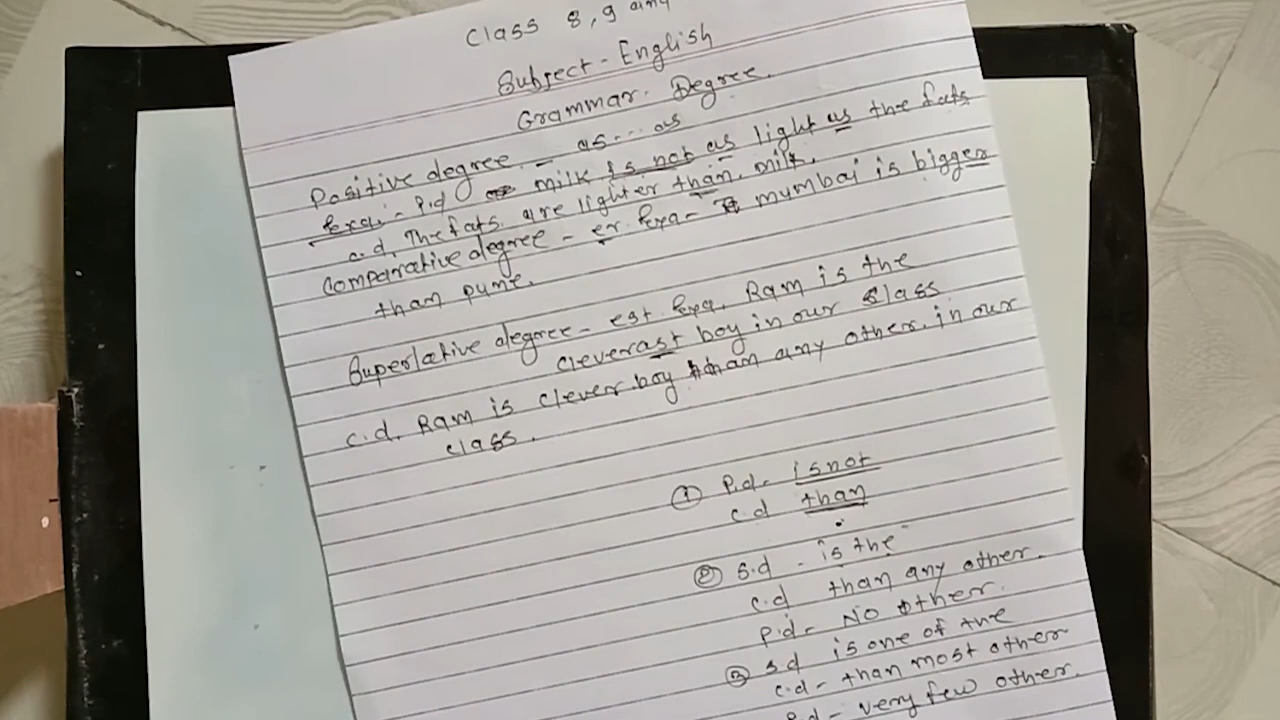 Class 8, 9
Subject - English
Grammar. Degree.
Positive degree. - as... as
Exa - P.d milk is not as light as the fats
c.d. The fats are lighter than milk.
Comparative degree - er. Exa - mumbai is bigger
than pune.
Superlative degree - est. Exa. Ram is the
cleverast boy in our class
c.d. Ram is clever boy than any other in our
class.
① P.d - is not
c.d than
② s.d - is the
c.d than any other.
P.d - No other.
③ s.d is one of the
c.d - than most other
P.d - very few other.